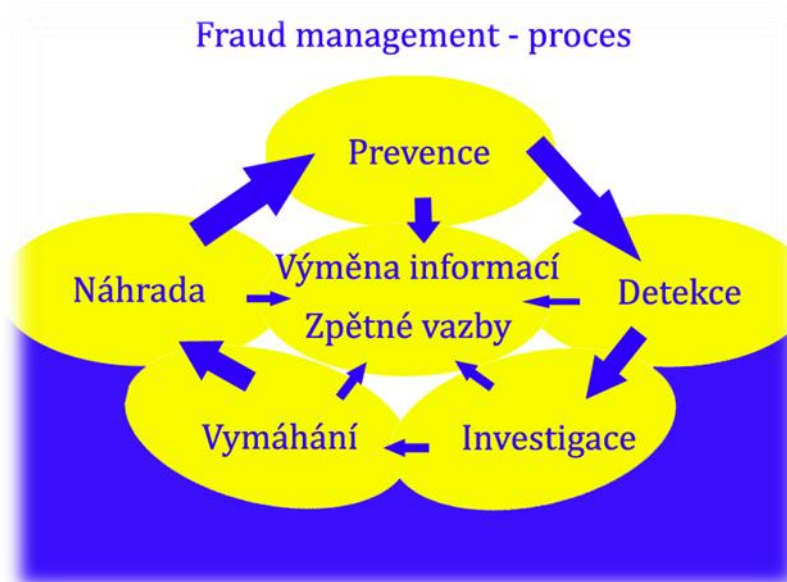 Fraud management - proces
Prevence
Výměna informací
Náhrada
Detekce
Zpětné vazby
Vymáhání
Investigace